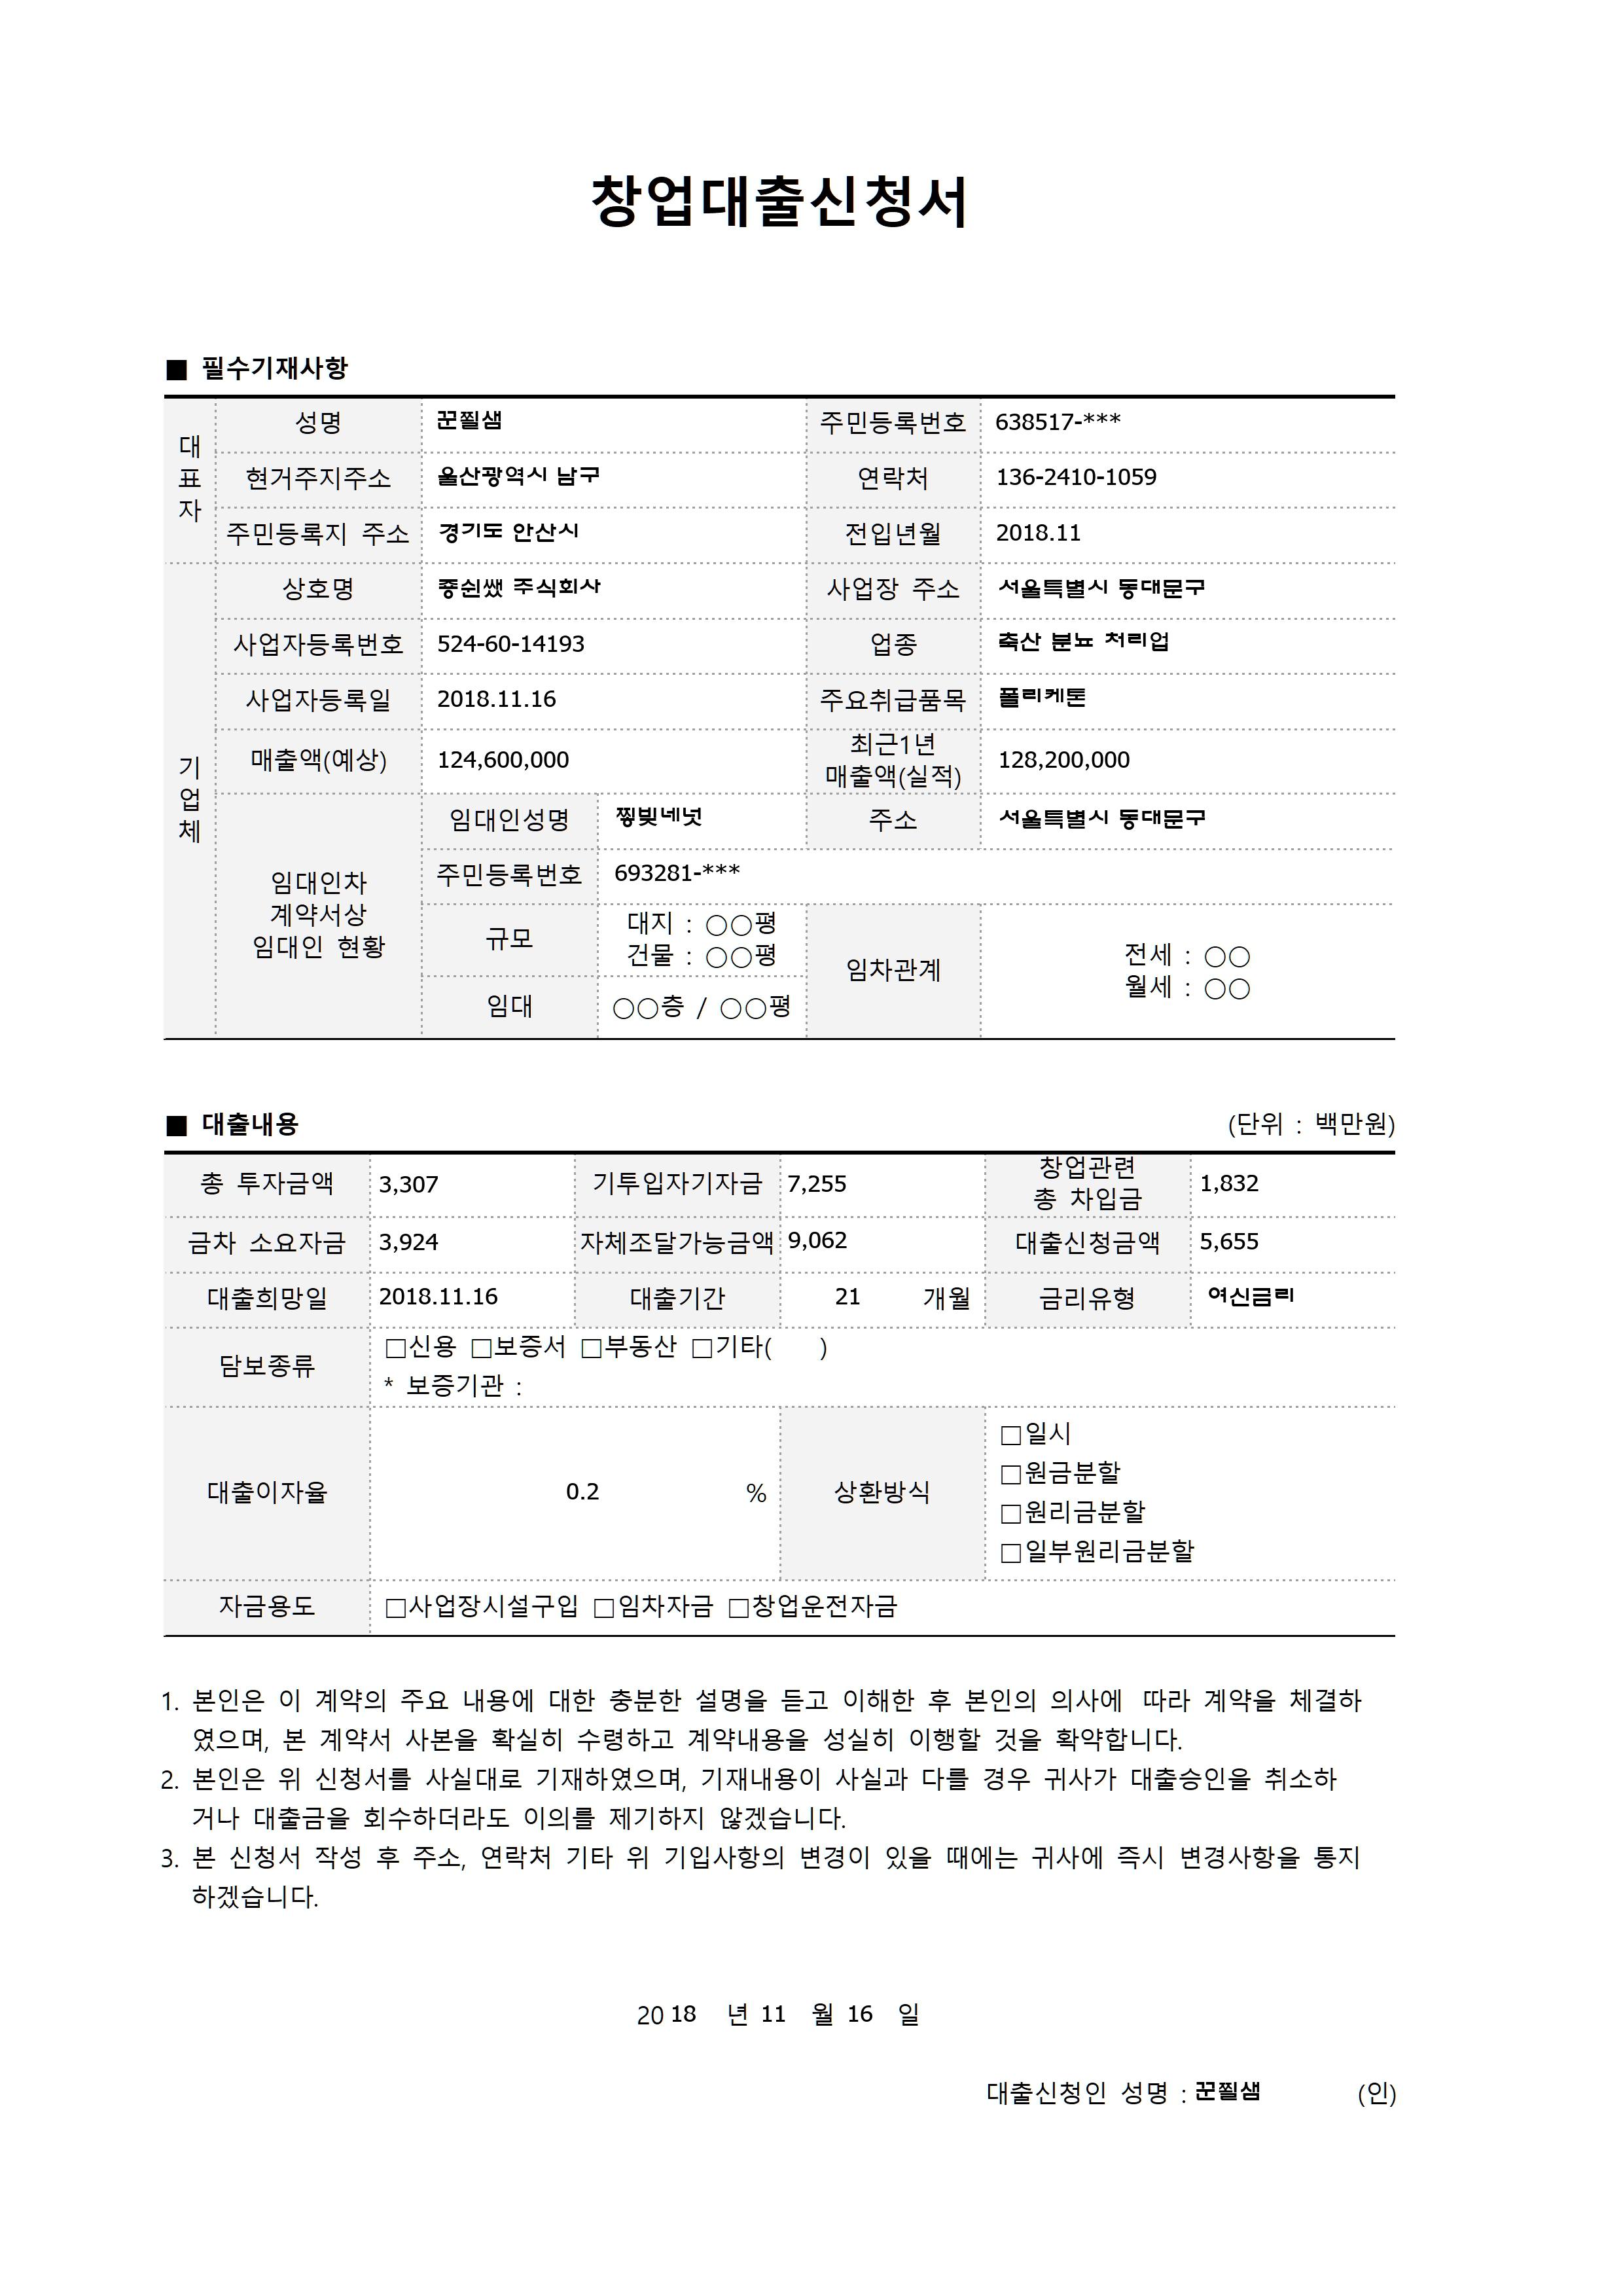 창업대출신청서
■ 필수기재사항
대표자 성명 꾼찔샘 주민등록번호 638517-***
현거주지주소 울산광역시 남구 연락처 136-2410-1059
주민등록지 주소 경기도 안산시 전입년월 2018.11
기업체 상호명 죵쉰쌨 주식회사 사업장 주소 서울특별시 동대문구
사업자등록번호 524-60-14193 업종 축산 분뇨 처리업
사업자등록일 2018.11.16 주요취급품목 폴리케톤
매출액(예상) 124,600,000 최근1년 매출액(실적) 128,200,000
임대인차 계약서상 임대인 현황 임대인성명 찡빚네넛 주소 서울특별시 동대문구
주민등록번호 693281-***
규모 대지 : ○○평
건물 : ○○평
임차관계 전세 : ○○
월세 : ○○
임대 ○○층 / ○○평
■ 대출내용 (단위 : 백만원)
총 투자금액 3,307 기투입자기자금 7,255 창업관련 총 차입금 1,832
금차 소요자금 3,924 자체조달가능금액 9,062 대출신청금액 5,655
대출희망일 2018.11.16 대출기간 21 개월 금리유형 여신금리
담보종류 □신용 □보증서 □부동산 □기타( )
* 보증기관 :
대출이자율 0.2 % 상환방식 □일시
□원금분할
□원리금분할
□일부원리금분할
자금용도 □사업장시설구입 □임차자금 □창업운전자금
1. 본인은 이 계약의 주요 내용에 대한 충분한 설명을 듣고 이해한 후 본인의 의사에 따라 계약을 체결하
였으며, 본 계약서 사본을 확실히 수령하고 계약내용을 성실히 이행할 것을 확약합니다.
2. 본인은 위 신청서를 사실대로 기재하였으며, 기재내용이 사실과 다를 경우 귀사가 대출승인을 취소하
거나 대출금을 회수하더라도 이의를 제기하지 않겠습니다.
3. 본 신청서 작성 후 주소, 연락처 기타 위 기입사항의 변경이 있을 때에는 귀사에 즉시 변경사항을 통지
하겠습니다.
20 18 년 11 월 16 일
대출신청인 성명 : 꾼찔샘 (인)